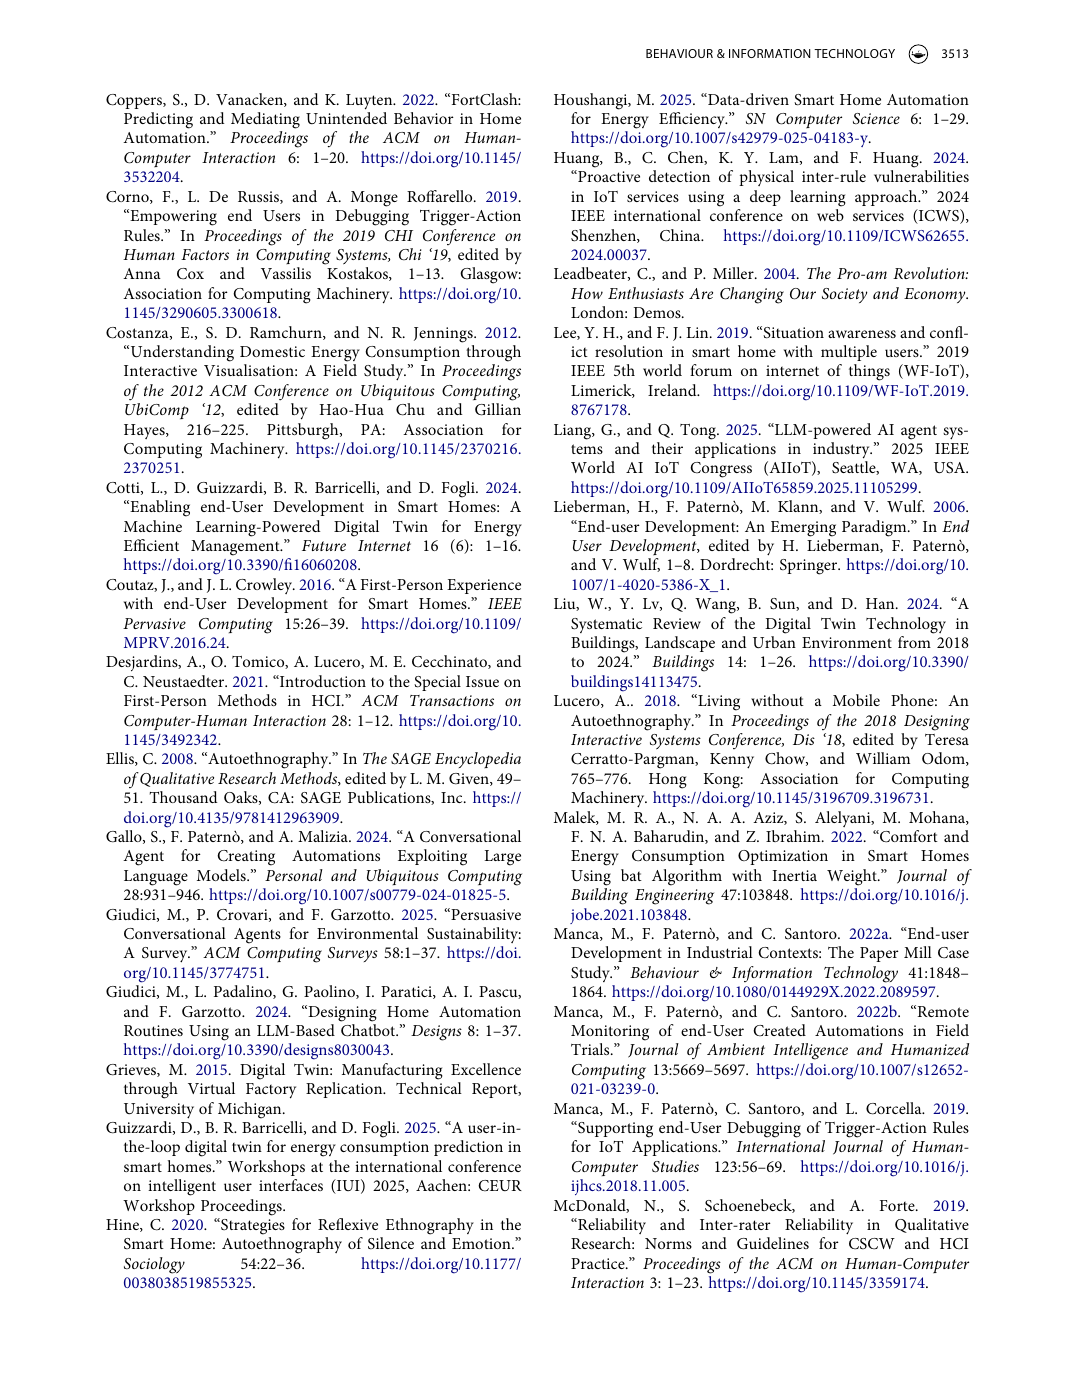 BEHAVIOUR & INFORMATION TECHNOLOGY 3513
Coppers, S., D. Vanacken, and K. Luyten. 2022. “FortClash:
Predicting and Mediating Unintended Behavior in Home
Automation.” Proceedings of the ACM on Human-
Computer Interaction 6: 1–20. https://doi.org/10.1145/
3532204.
Corno, F., L. De Russis, and A. Monge Roffarello. 2019.
“Empowering end Users in Debugging Trigger-Action
Rules.” In Proceedings of the 2019 CHI Conference on
Human Factors in Computing Systems, Chi ‘19, edited by
Anna Cox and Vassilis Kostakos, 1–13. Glasgow:
Association for Computing Machinery. https://doi.org/10.
1145/3290605.3300618.
Costanza, E., S. D. Ramchurn, and N. R. Jennings. 2012.
“Understanding Domestic Energy Consumption through
Interactive Visualisation: A Field Study.” In Proceedings
of the 2012 ACM Conference on Ubiquitous Computing,
UbiComp ‘12, edited by Hao-Hua Chu and Gillian
Hayes, 216–225. Pittsburgh, PA: Association for
Computing Machinery. https://doi.org/10.1145/2370216.
2370251.
Cotti, L., D. Guizzardi, B. R. Barricelli, and D. Fogli. 2024.
“Enabling end-User Development in Smart Homes: A
Machine Learning-Powered Digital Twin for Energy
Efficient Management.” Future Internet 16 (6): 1–16.
https://doi.org/10.3390/fi16060208.
Coutaz, J., and J. L. Crowley. 2016. “A First-Person Experience
with end-User Development for Smart Homes.” IEEE
Pervasive Computing 15:26–39. https://doi.org/10.1109/
MPRV.2016.24.
Desjardins, A., O. Tomico, A. Lucero, M. E. Cecchinato, and
C. Neustaedter. 2021. “Introduction to the Special Issue on
First-Person Methods in HCI.” ACM Transactions on
Computer-Human Interaction 28: 1–12. https://doi.org/10.
1145/3492342.
Ellis, C. 2008. “Autoethnography.” In The SAGE Encyclopedia
of Qualitative Research Methods, edited by L. M. Given, 49–
51. Thousand Oaks, CA: SAGE Publications, Inc. https://
doi.org/10.4135/9781412963909.
Gallo, S., F. Paternò, and A. Malizia. 2024. “A Conversational
Agent for Creating Automations Exploiting Large
Language Models.” Personal and Ubiquitous Computing
28:931–946. https://doi.org/10.1007/s00779-024-01825-5.
Giudici, M., P. Crovari, and F. Garzotto. 2025. “Persuasive
Conversational Agents for Environmental Sustainability:
A Survey.” ACM Computing Surveys 58:1–37. https://doi.
org/10.1145/3774751.
Giudici, M., L. Padalino, G. Paolino, I. Paratici, A. I. Pascu,
and F. Garzotto. 2024. “Designing Home Automation
Routines Using an LLM-Based Chatbot.” Designs 8: 1–37.
https://doi.org/10.3390/designs8030043.
Grieves, M. 2015. Digital Twin: Manufacturing Excellence
through Virtual Factory Replication. Technical Report,
University of Michigan.
Guizzardi, D., B. R. Barricelli, and D. Fogli. 2025. “A user-in-
the-loop digital twin for energy consumption prediction in
smart homes.” Workshops at the international conference
on intelligent user interfaces (IUI) 2025, Aachen: CEUR
Workshop Proceedings.
Hine, C. 2020. “Strategies for Reflexive Ethnography in the
Smart Home: Autoethnography of Silence and Emotion.”
Sociology 54:22–36. https://doi.org/10.1177/
0038038519855325.
Houshangi, M. 2025. “Data-driven Smart Home Automation
for Energy Efficiency.” SN Computer Science 6: 1–29.
https://doi.org/10.1007/s42979-025-04183-y.
Huang, B., C. Chen, K. Y. Lam, and F. Huang. 2024.
“Proactive detection of physical inter-rule vulnerabilities
in IoT services using a deep learning approach.” 2024
IEEE international conference on web services (ICWS),
Shenzhen, China. https://doi.org/10.1109/ICWS62655.
2024.00037.
Leadbeater, C., and P. Miller. 2004. The Pro-am Revolution:
How Enthusiasts Are Changing Our Society and Economy.
London: Demos.
Lee, Y. H., and F. J. Lin. 2019. “Situation awareness and confl-
ict resolution in smart home with multiple users.” 2019
IEEE 5th world forum on internet of things (WF-IoT),
Limerick, Ireland. https://doi.org/10.1109/WF-IoT.2019.
8767178.
Liang, G., and Q. Tong. 2025. “LLM-powered AI agent sys-
tems and their applications in industry.” 2025 IEEE
World AI IoT Congress (AIIoT), Seattle, WA, USA.
https://doi.org/10.1109/AIIoT65859.2025.11105299.
Lieberman, H., F. Paternò, M. Klann, and V. Wulf. 2006.
“End-user Development: An Emerging Paradigm.” In End
User Development, edited by H. Lieberman, F. Paternò,
and V. Wulf, 1–8. Dordrecht: Springer. https://doi.org/10.
1007/1-4020-5386-X_1.
Liu, W., Y. Lv, Q. Wang, B. Sun, and D. Han. 2024. “A
Systematic Review of the Digital Twin Technology in
Buildings, Landscape and Urban Environment from 2018
to 2024.” Buildings 14: 1–26. https://doi.org/10.3390/
buildings14113475.
Lucero, A.. 2018. “Living without a Mobile Phone: An
Autoethnography.” In Proceedings of the 2018 Designing
Interactive Systems Conference, Dis ‘18, edited by Teresa
Cerratto-Pargman, Kenny Chow, and William Odom,
765–776. Hong Kong: Association for Computing
Machinery. https://doi.org/10.1145/3196709.3196731.
Malek, M. R. A., N. A. A. Aziz, S. Alelyani, M. Mohana,
F. N. A. Baharudin, and Z. Ibrahim. 2022. “Comfort and
Energy Consumption Optimization in Smart Homes
Using bat Algorithm with Inertia Weight.” Journal of
Building Engineering 47:103848. https://doi.org/10.1016/j.
jobe.2021.103848.
Manca, M., F. Paternò, and C. Santoro. 2022a. “End-user
Development in Industrial Contexts: The Paper Mill Case
Study.” Behaviour & Information Technology 41:1848–
1864. https://doi.org/10.1080/0144929X.2022.2089597.
Manca, M., F. Paternò, and C. Santoro. 2022b. “Remote
Monitoring of end-User Created Automations in Field
Trials.” Journal of Ambient Intelligence and Humanized
Computing 13:5669–5697. https://doi.org/10.1007/s12652-
021-03239-0.
Manca, M., F. Paternò, C. Santoro, and L. Corcella. 2019.
“Supporting end-User Debugging of Trigger-Action Rules
for IoT Applications.” International Journal of Human-
Computer Studies 123:56–69. https://doi.org/10.1016/j.
ijhcs.2018.11.005.
McDonald, N., S. Schoenebeck, and A. Forte. 2019.
“Reliability and Inter-rater Reliability in Qualitative
Research: Norms and Guidelines for CSCW and HCI
Practice.” Proceedings of the ACM on Human-Computer
Interaction 3: 1–23. https://doi.org/10.1145/3359174.